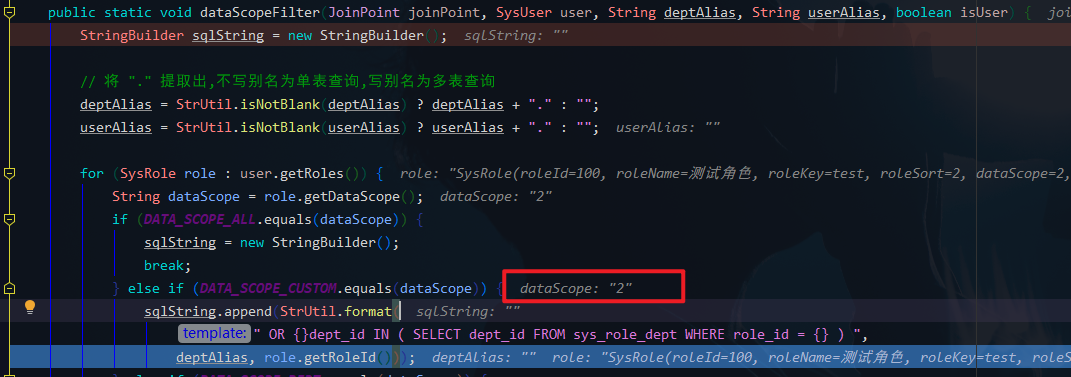 public static void dataScopeFilter(JoinPoint joinPoint, SysUser user, String deptAlias, String userAlias, boolean isUser) { joi
StringBuilder sqlString = new StringBuilder(); sqlString: ""
// 将 "." 提取出,不写别名为单表查询,写别名为多表查询
deptAlias = StrUtil.isNotBlank(deptAlias) ? deptAlias + "." : "";
userAlias = StrUtil.isNotBlank(userAlias) ? userAlias + "." : ""; userAlias: ""
for (SysRole role : user.getRoles()) { role: "SysRole(roleId=100, roleName=测试角色, roleKey=test, roleSort=2, dataScope=2,
String dataScope = role.getDataScope(); dataScope: "2"
if (DATA_SCOPE_ALL.equals(dataScope)) {
sqlString = new StringBuilder();
break;
} else if (DATA_SCOPE_CUSTOM.equals(dataScope)) { dataScope: "2"
sqlString.append(StrUtil.format( sqlString: ""
template: " OR {}dept_id IN ( SELECT dept_id FROM sys_role_dept WHERE role_id = {} ) ",
deptAlias, role.getRoleId())); deptAlias: "" role: "SysRole(roleId=100, roleName=测试角色, roleKey=test, roleS